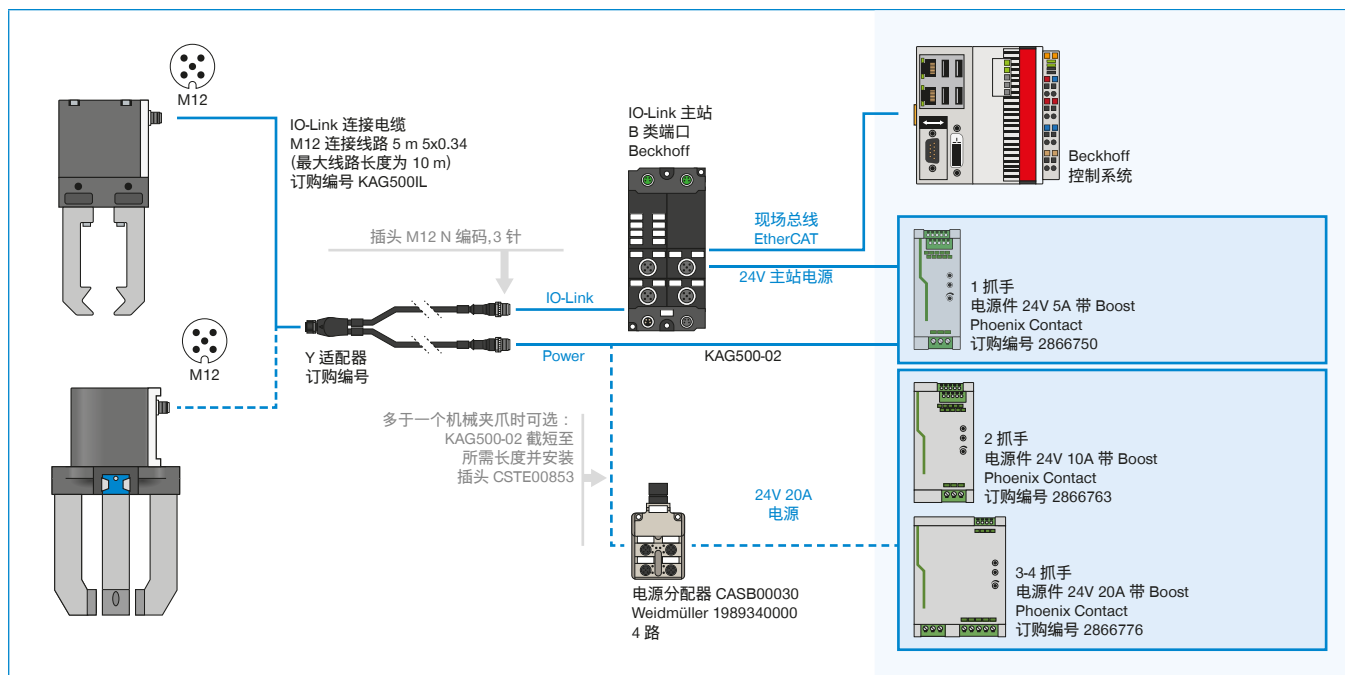 M12
IO-Link 连接电缆
M12 连接线路 5 m 5x0.34
(最大线路长度为 10 m)
订购编号 KAG500IL
插头 M12 N 编码,3 针
IO-Link 主站
B 类端口
Beckhoff
Beckhoff
控制系统
现场总线
EtherCAT
24V 主站电源
IO-Link
Power
KAG500-02
M12
Y 适配器
订购编号
1 抓手
电源件 24V 5A 带 Boost
Phoenix Contact
订购编号 2866750
多于一个机械夹爪时可选：
KAG500-02 截短至
所需长度并安装
插头 CSTE00853
24V 20A
电源
2 抓手
电源件 24V 10A 带 Boost
Phoenix Contact
订购编号 2866763
电源分配器 CASB00030
Weidmüller 1989340000
4 路
3-4 抓手
电源件 24V 20A 带 Boost
Phoenix Contact
订购编号 2866776